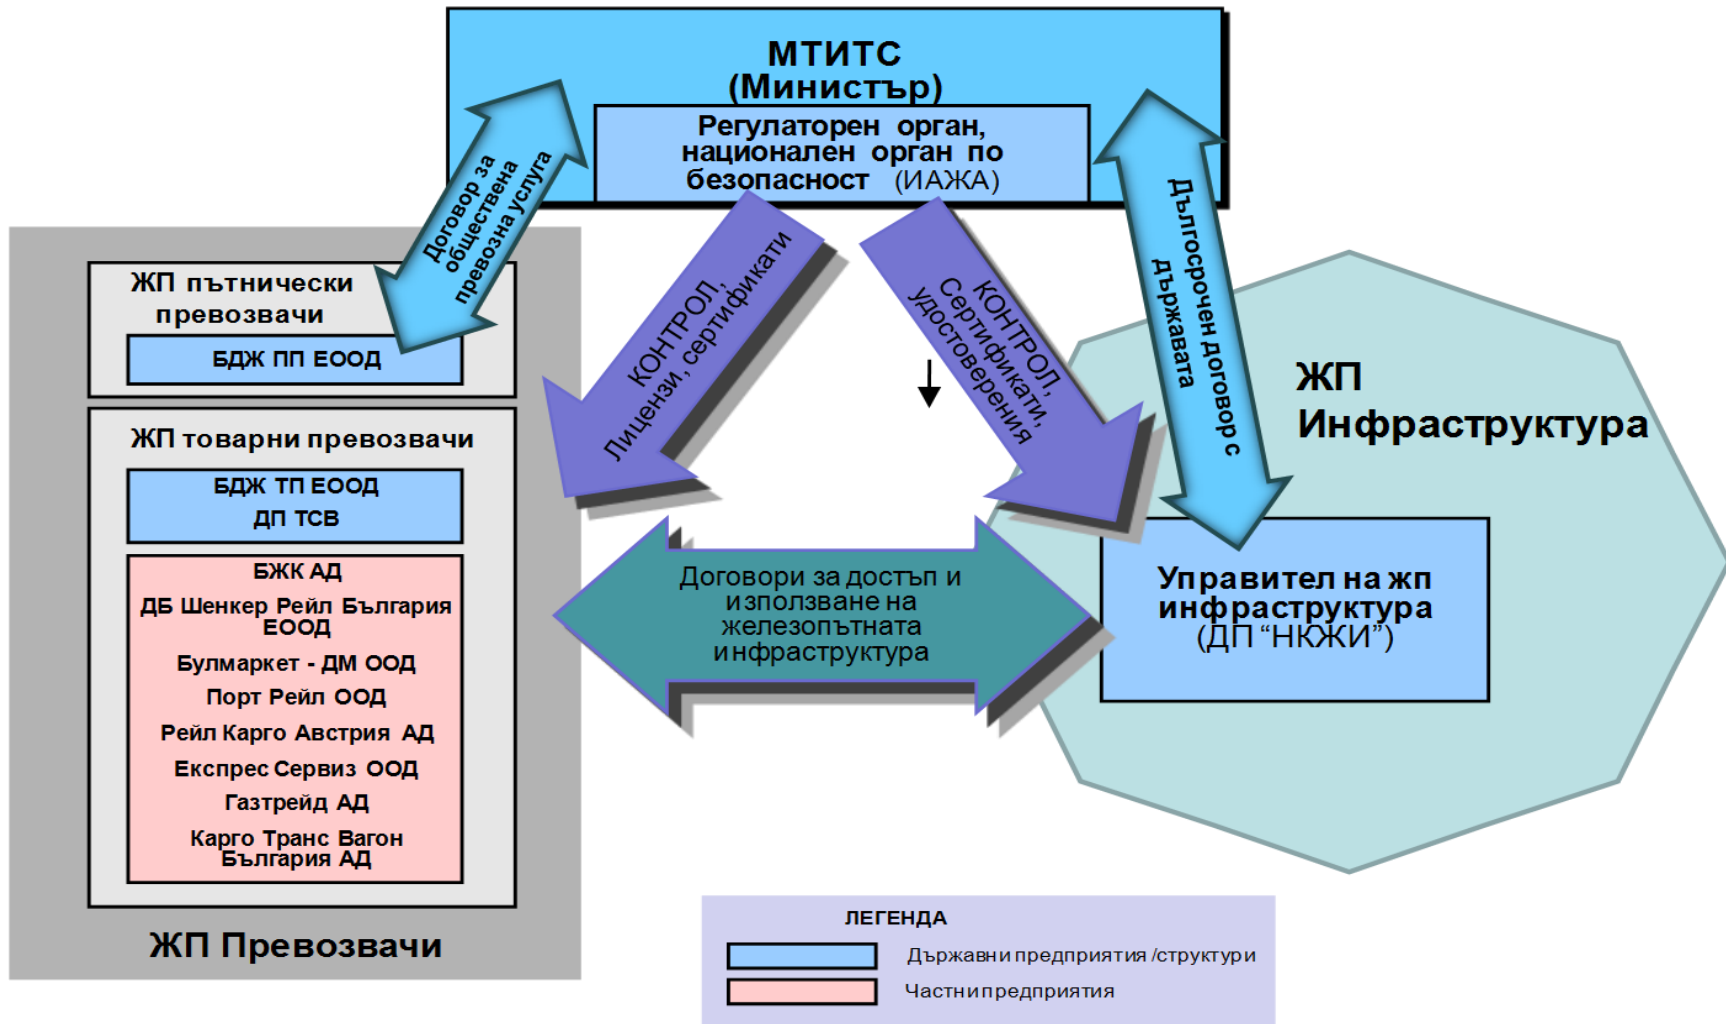 МТИТС
(Министър)
Регулаторен орган,
национален орган по
безопасност (ИАЖА)
Договор за
обществена
превозна услуга
КОНТРОЛ,
Лицензи, сертификати
КОНТРОЛ,
Сертификати,
удостоверения
Дългосрочен договор с
държавата
ЖП пътнически
превозвачи
БДЖ ПП ЕООД
ЖП товарни превозвачи
БДЖ ТП ЕООД
ДП ТСВ
БЖК АД
ДБ Шенкер Рейл България
ЕООД
Булмаркет - ДМ ООД
Порт Рейл ООД
Рейл Карго Австрия АД
Експрес Сервиз ООД
Газтрейд АД
Карго Транс Вагон
България АД
ЖП Превозвачи
Договори за достъп и
използване на
железопътната
инфраструктура
ЖП
Инфраструктура
Управител на жп
инфраструктура
(ДП “НКЖИ”)
ЛЕГЕНДА
Държавни предприятия /структури
Частни предприятия